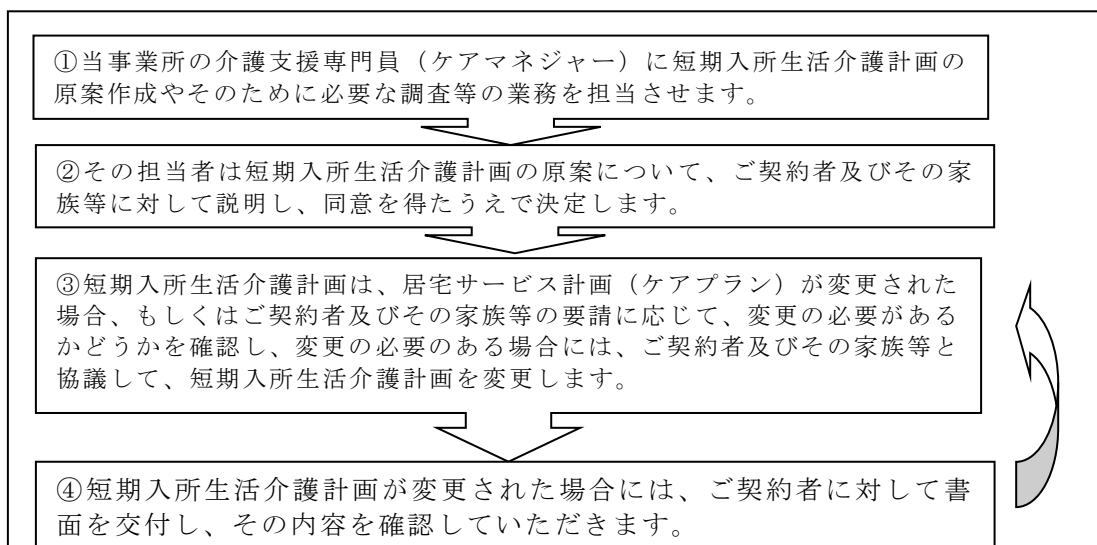 ①当事業所の介護支援専門員（ケアマネジャー）に短期入所生活介護計画の
原案作成やそのために必要な調査等の業務を担当させます。
②その担当者は短期入所生活介護計画の原案について、ご契約者及びその家
族等に対して説明し、同意を得たうえで決定します。
③短期入所生活介護計画は、居宅サービス計画（ケアプラン）が変更された
場合、もしくはご契約者及びその家族等の要請に応じて、変更の必要がある
かどうかを確認し、変更の必要のある場合には、ご契約者及びその家族等と
協議して、短期入所生活介護計画を変更します。
④短期入所生活介護計画が変更された場合には、ご契約者に対して書
面を交付し、その内容を確認していただきます。